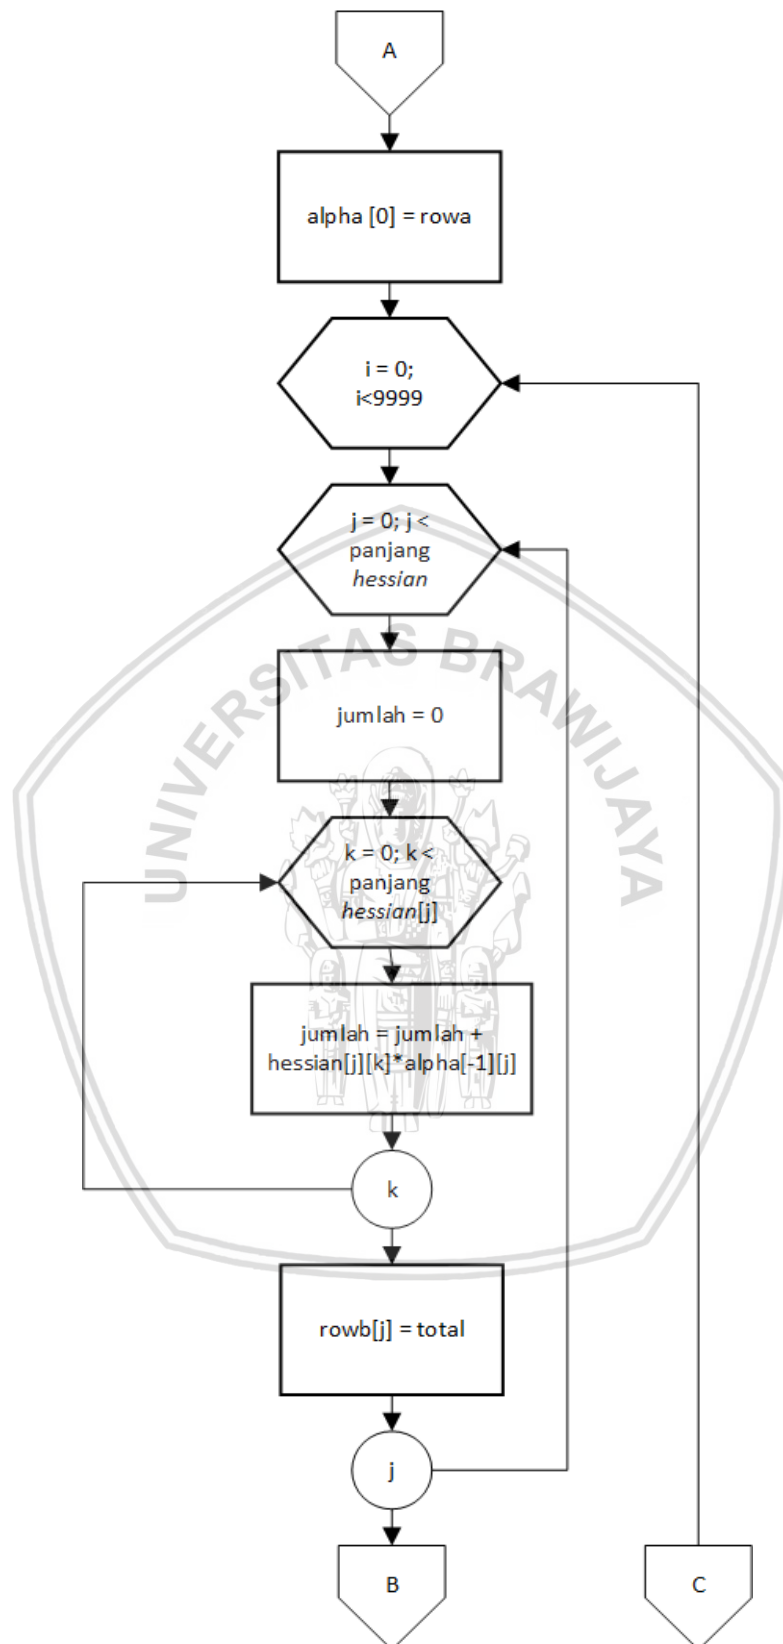 A
alpha [0] = rowa
i = 0;
i<9999
j = 0; j <
panjang
hessian
UNIVERSITAS BRAWIJAYA
jumlah = 0
k = 0; k <
panjang
hessian[j]
jumlah = jumlah +
hessian[j][k]*alpha[-1][j]
k
rowb[j] = total
j
B
C